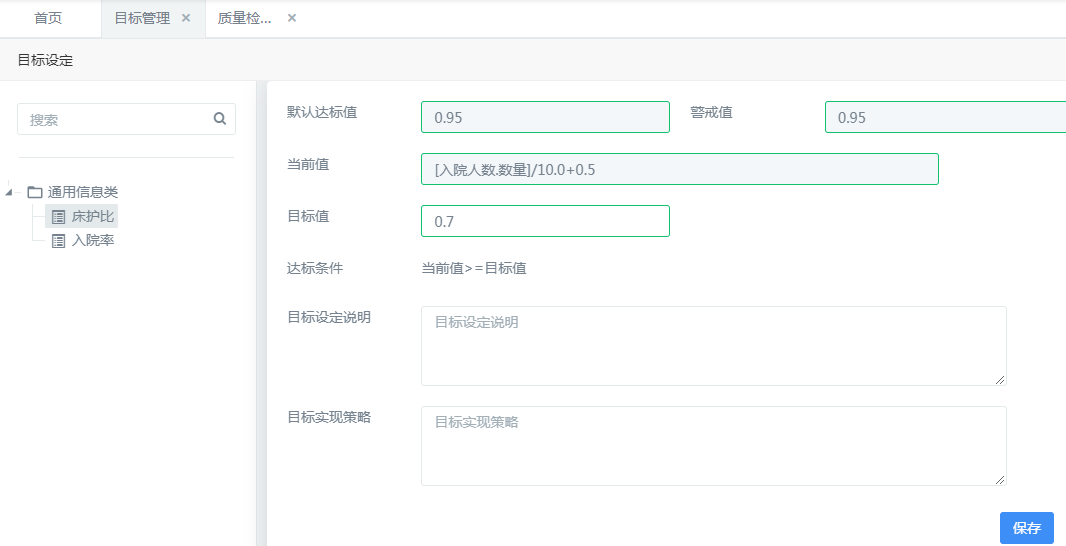 首页 目标管理 质量检...
目标设定
搜索
通用信息类
床护比
入院率
默认达标值 0.95 警戒值 0.95
当前值 [入院人数.数量]/10.0+0.5
目标值 0.7
达标条件 当前值>=目标值
目标设定说明 目标设定说明
目标实现策略 目标实现策略
保存